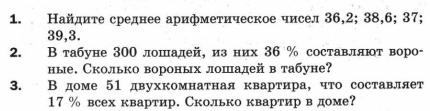 1. Найдите среднее арифметическое чисел 36,2; 38,6; 37;
39,3.
2. В табуне 300 лошадей, из них 36 % составляют воро-
ные. Сколько вороных лошадей в табуне?
3. В доме 51 двухкомнатная квартира, что составляет
17 % всех квартир. Сколько квартир в доме?